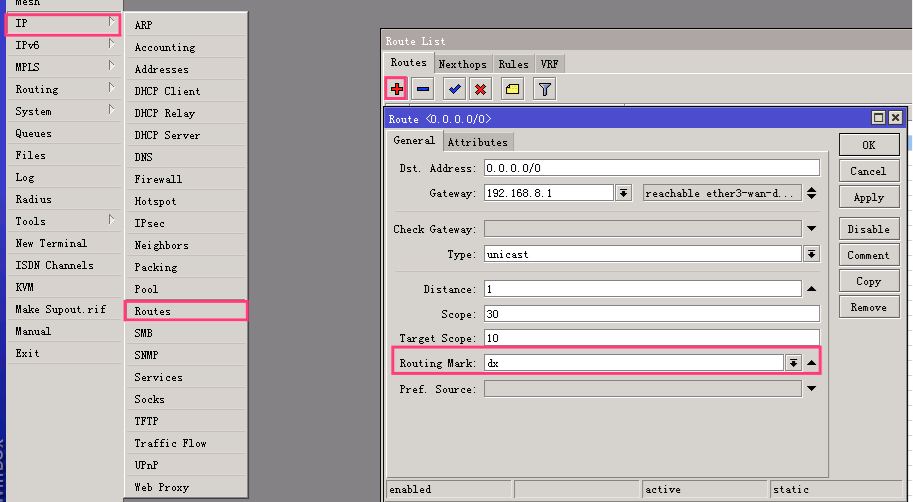 Mesh
IP
IPv6
MPLS
Routing
System
Queues
Files
Log
Radius
Tools
New Terminal
ISDN Channels
KVM
Make Supout.rif
Manual
Exit
ARP
Accounting
Addresses
DHCP Client
DHCP Relay
DHCP Server
DNS
Firewall
Hotspot
IPsec
Neighbors
Packing
Pool
Routes
SMB
SNMP
Services
Socks
TFTP
Traffic Flow
UPnP
Web Proxy
Route List
Routes Nexthops Rules VRF
Route <0.0.0.0/0>
General Attributes
Dst. Address: 0.0.0.0/0
Gateway: 192.168.8.1 reachable ether3-wan-d...
Check Gateway:
Type: unicast
Distance: 1
Scope: 30
Target Scope: 10
Routing Mark: dx
Pref. Source:
OK
Cancel
Apply
Disable
Comment
Copy
Remove
enabled active static